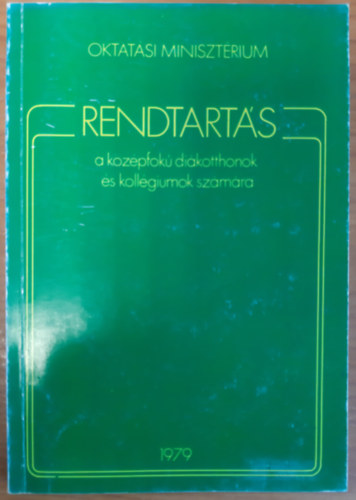 OKTATÁSI MINISZTÉRIUM
RENDTARTÁS
a középfokú diákotthonok
és kollégiumok számára
1979